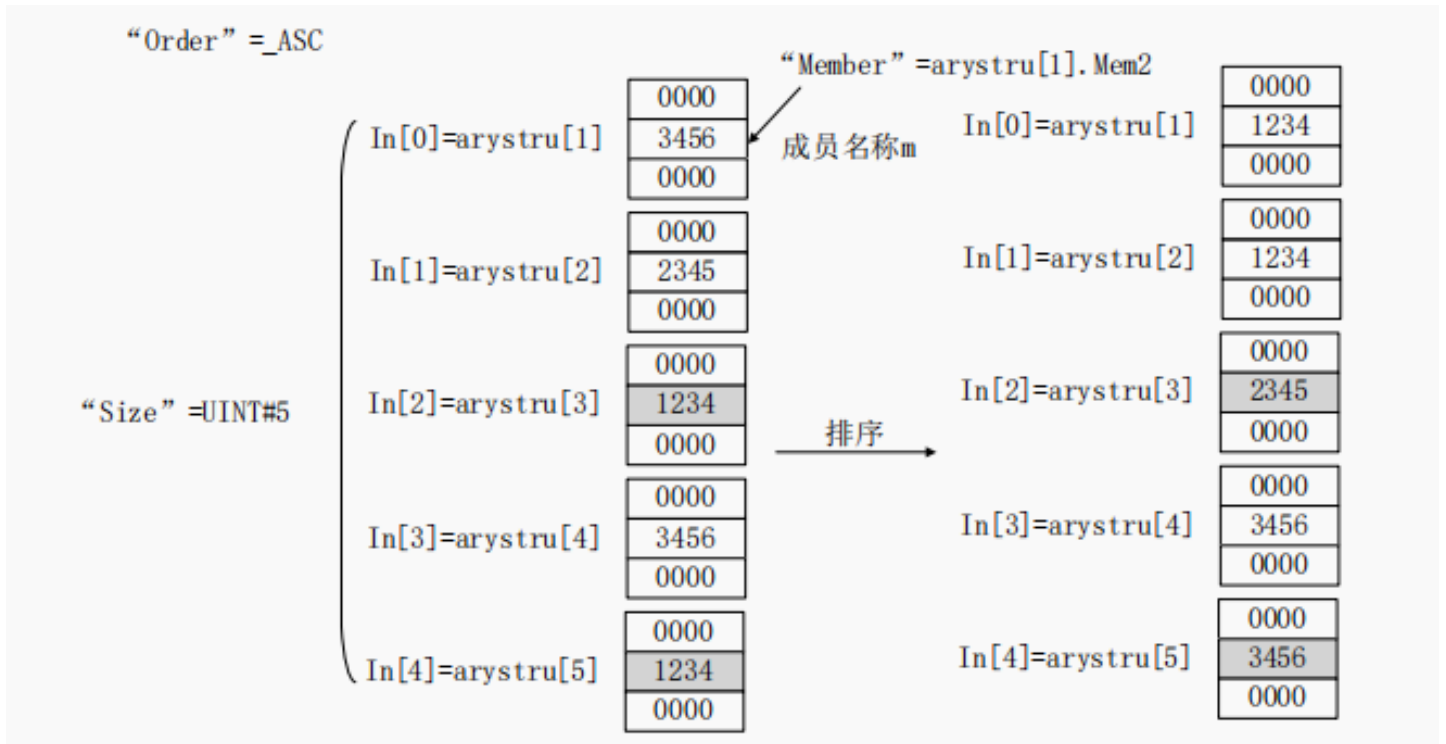 “Order”=_ASC
“Member”=arystru[1].Mem2
成员名称m
“Size”=UINT#5
In[0]=arystru[1]
0000
3456
0000
In[1]=arystru[2]
0000
2345
0000
In[2]=arystru[3]
0000
1234
0000
In[3]=arystru[4]
0000
3456
0000
In[4]=arystru[5]
0000
1234
0000
排序
In[0]=arystru[1]
0000
1234
0000
In[1]=arystru[2]
0000
1234
0000
In[2]=arystru[3]
0000
2345
0000
In[3]=arystru[4]
0000
3456
0000
In[4]=arystru[5]
0000
3456
0000